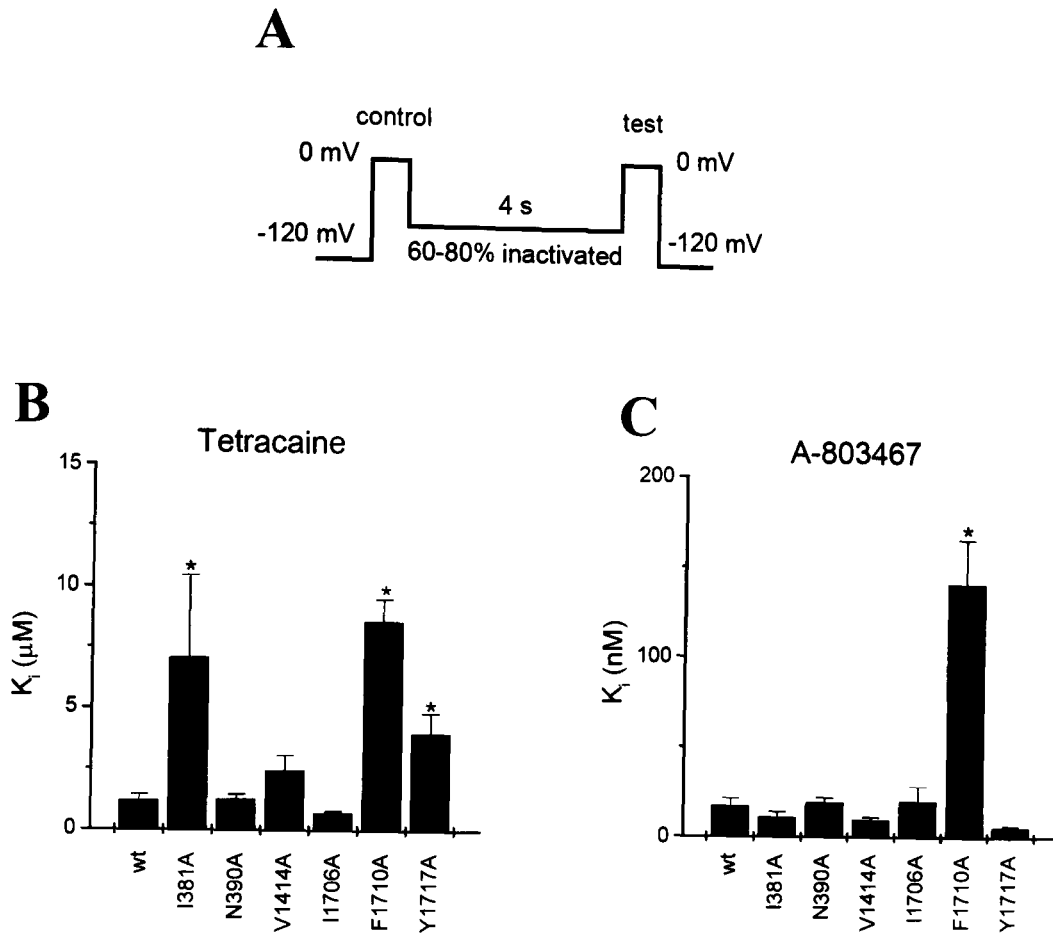 A
control test
0 mV 0 mV
4 s
-120 mV -120 mV
60-80% inactivated
B
Tetracaine
15
10
5
0
Ki (μM)
* * *
wt I381A N390A V1414A I1706A F1710A Y1717A
C
A-803467
200
100
0
Ki (nM)
*
wt I381A N390A V1414A I1706A F1710A Y1717A